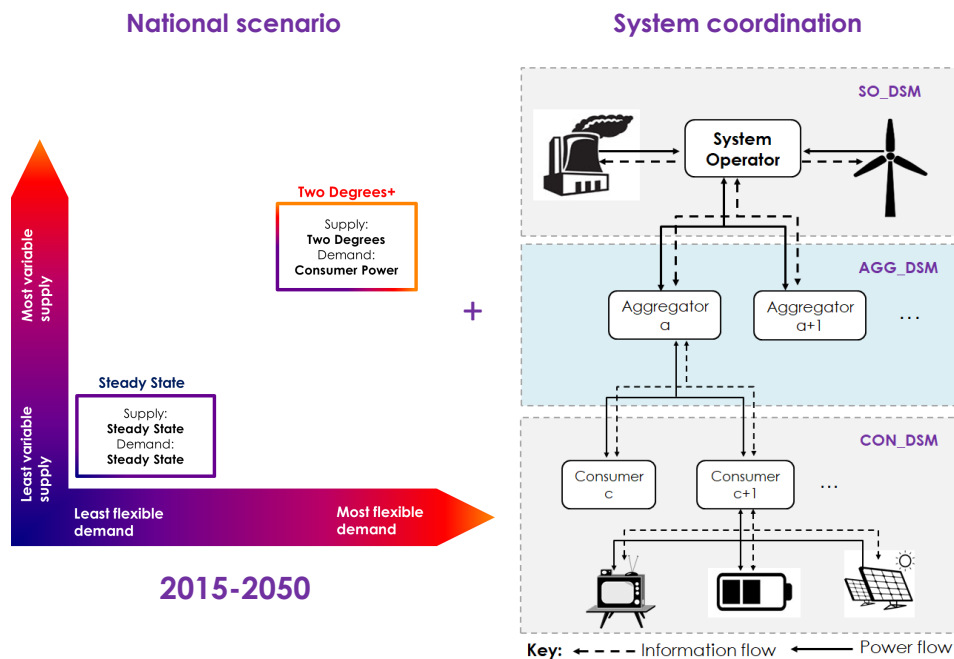 National scenario
Most variable
supply
Least variable
supply
Two Degrees+
Supply:
Two Degrees
Demand:
Consumer Power
Steady State
Supply:
Steady State
Demand:
Steady State
Least flexible
demand
Most flexible
demand
2015-2050
+
System coordination
SO_DSM
System
Operator
AGG_DSM
Aggregator
a
Aggregator
a+1
...
CON_DSM
Consumer
c
Consumer
c+1
...
Key: Information flow Power flow